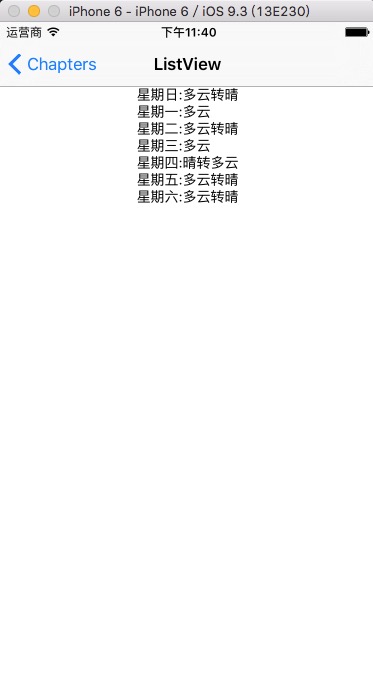 iPhone 6 - iPhone 6 / iOS 9.3 (13E230)
运营商 下午11:40
Chapters ListView
星期日:多云转晴
星期一:多云
星期二:多云转晴
星期三:多云
星期四:晴转多云
星期五:多云转晴
星期六:多云转晴